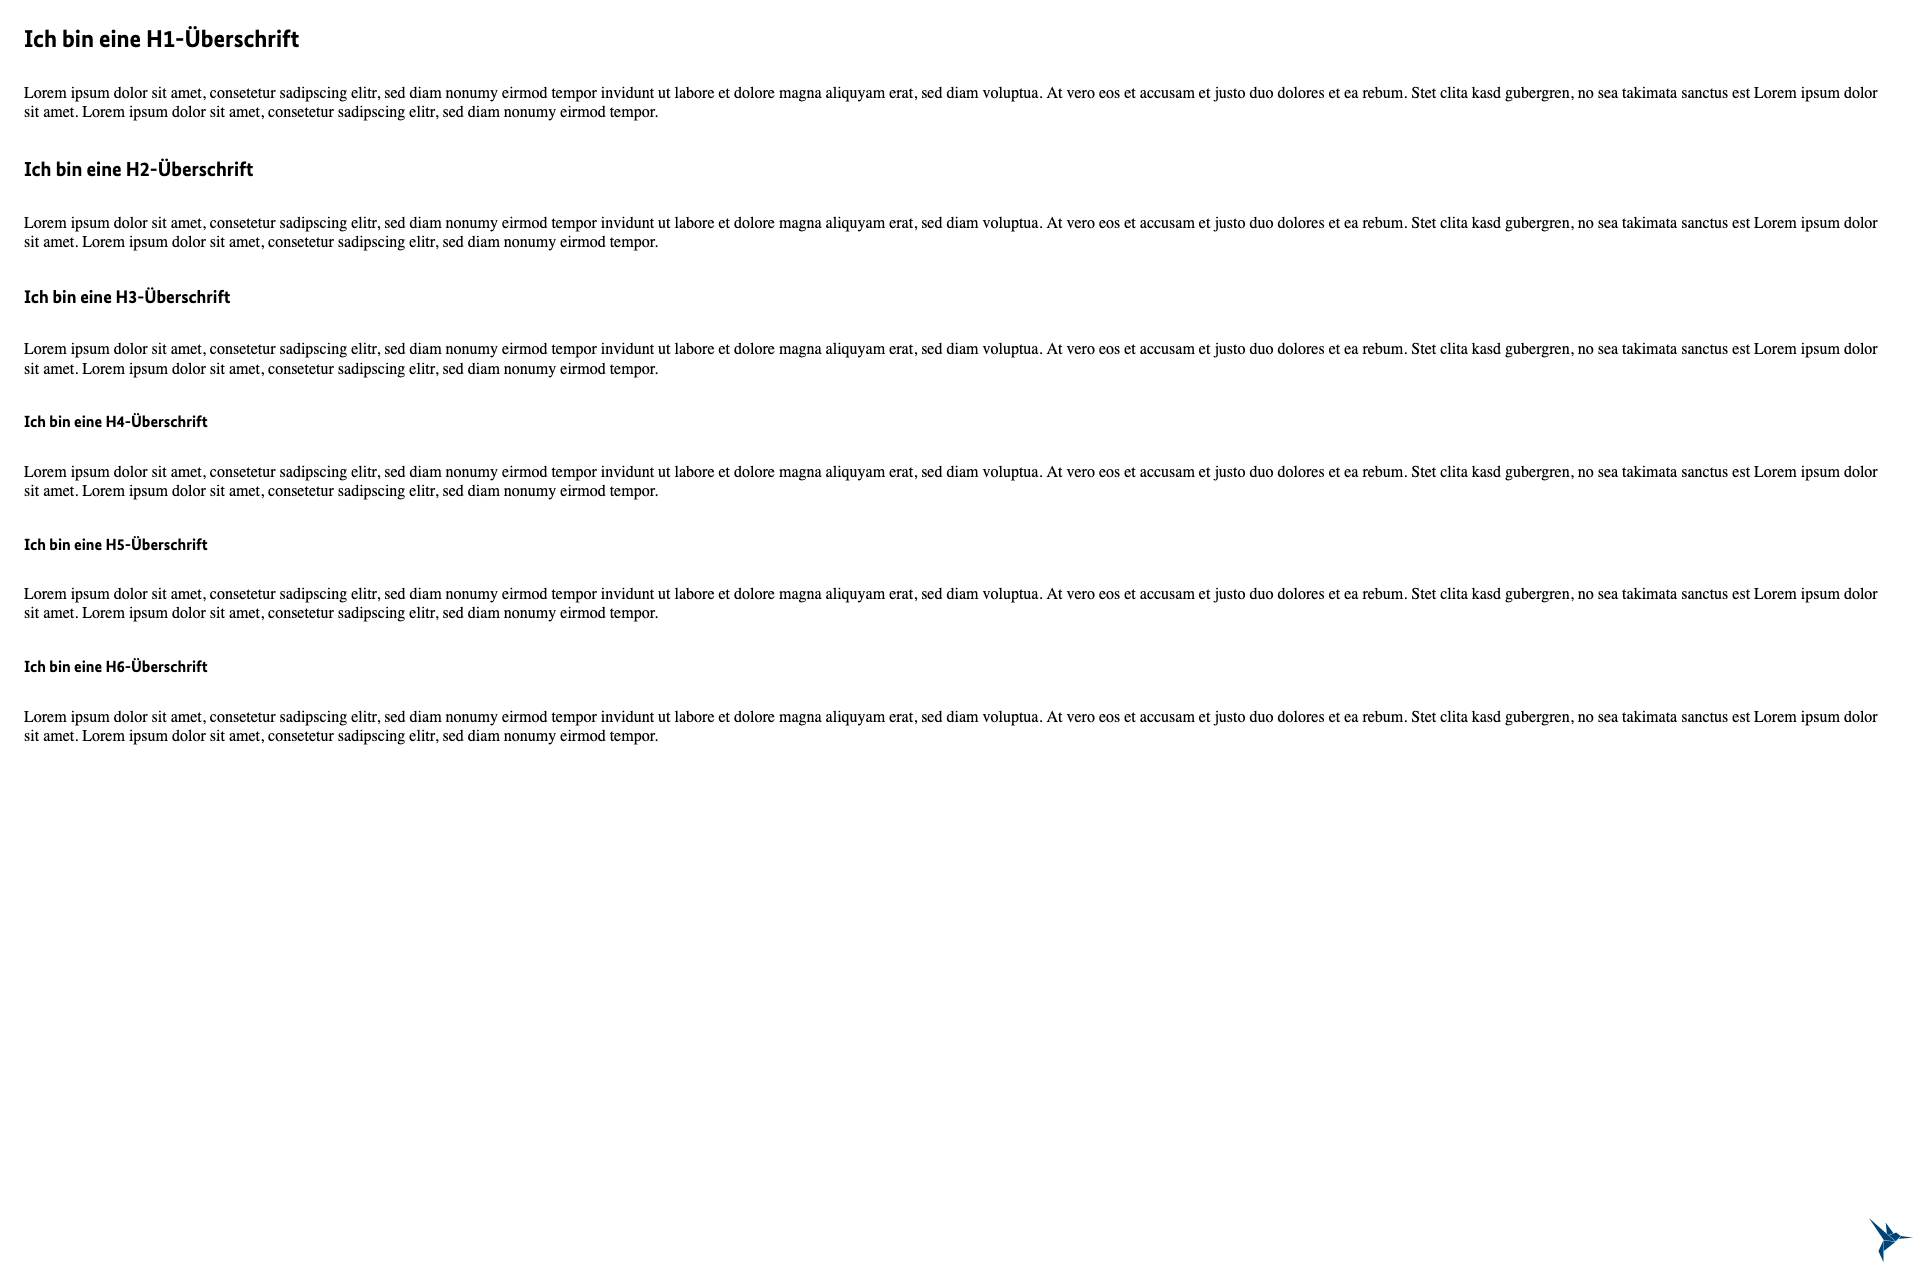 Ich bin eine H1-Überschrift
Lorem ipsum dolor sit amet, consetetur sadipscing elitr, sed diam nonumy eirmod tempor invidunt ut labore et dolore magna aliquyam erat, sed diam voluptua. At vero eos et accusam et justo duo dolores et ea rebum. Stet clita kasd gubergren, no sea takimata sanctus est Lorem ipsum dolor
sit amet. Lorem ipsum dolor sit amet, consetetur sadipscing elitr, sed diam nonumy eirmod tempor.
Ich bin eine H2-Überschrift
Lorem ipsum dolor sit amet, consetetur sadipscing elitr, sed diam nonumy eirmod tempor invidunt ut labore et dolore magna aliquyam erat, sed diam voluptua. At vero eos et accusam et justo duo dolores et ea rebum. Stet clita kasd gubergren, no sea takimata sanctus est Lorem ipsum dolor
sit amet. Lorem ipsum dolor sit amet, consetetur sadipscing elitr, sed diam nonumy eirmod tempor.
Ich bin eine H3-Überschrift
Lorem ipsum dolor sit amet, consetetur sadipscing elitr, sed diam nonumy eirmod tempor invidunt ut labore et dolore magna aliquyam erat, sed diam voluptua. At vero eos et accusam et justo duo dolores et ea rebum. Stet clita kasd gubergren, no sea takimata sanctus est Lorem ipsum dolor
sit amet. Lorem ipsum dolor sit amet, consetetur sadipscing elitr, sed diam nonumy eirmod tempor.
Ich bin eine H4-Überschrift
Lorem ipsum dolor sit amet, consetetur sadipscing elitr, sed diam nonumy eirmod tempor invidunt ut labore et dolore magna aliquyam erat, sed diam voluptua. At vero eos et accusam et justo duo dolores et ea rebum. Stet clita kasd gubergren, no sea takimata sanctus est Lorem ipsum dolor
sit amet. Lorem ipsum dolor sit amet, consetetur sadipscing elitr, sed diam nonumy eirmod tempor.
Ich bin eine H5-Überschrift
Lorem ipsum dolor sit amet, consetetur sadipscing elitr, sed diam nonumy eirmod tempor invidunt ut labore et dolore magna aliquyam erat, sed diam voluptua. At vero eos et accusam et justo duo dolores et ea rebum. Stet clita kasd gubergren, no sea takimata sanctus est Lorem ipsum dolor
sit amet. Lorem ipsum dolor sit amet, consetetur sadipscing elitr, sed diam nonumy eirmod tempor.
Ich bin eine H6-Überschrift
Lorem ipsum dolor sit amet, consetetur sadipscing elitr, sed diam nonumy eirmod tempor invidunt ut labore et dolore magna aliquyam erat, sed diam voluptua. At vero eos et accusam et justo duo dolores et ea rebum. Stet clita kasd gubergren, no sea takimata sanctus est Lorem ipsum dolor
sit amet. Lorem ipsum dolor sit amet, consetetur sadipscing elitr, sed diam nonumy eirmod tempor.